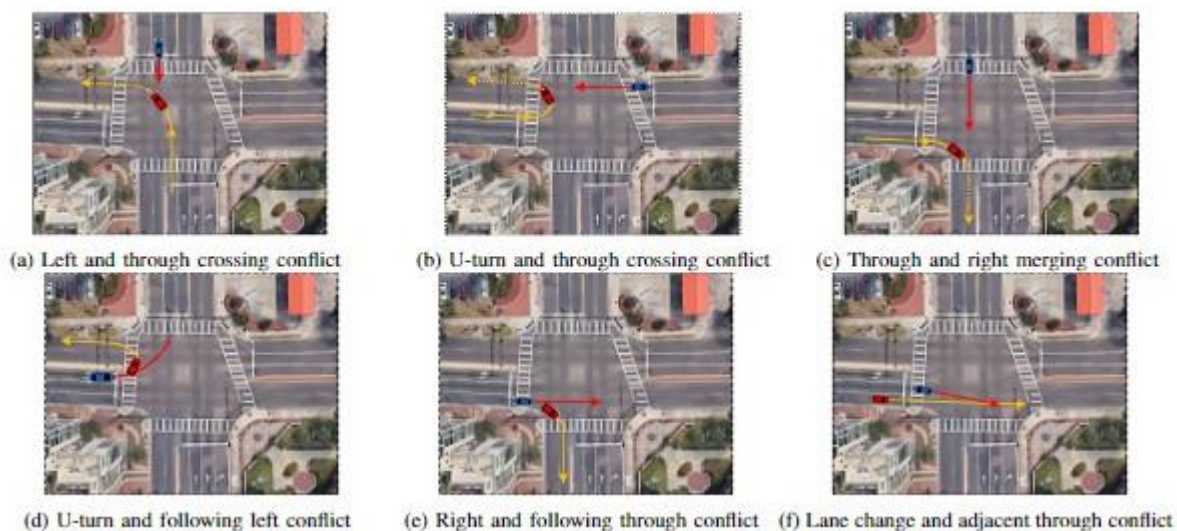 (a) Left and through crossing conflict
(b) U-turn and through crossing conflict
(c) Through and right merging conflict
(d) U-turn and following left conflict
(e) Right and following through conflict
(f) Lane change and adjacent through conflict